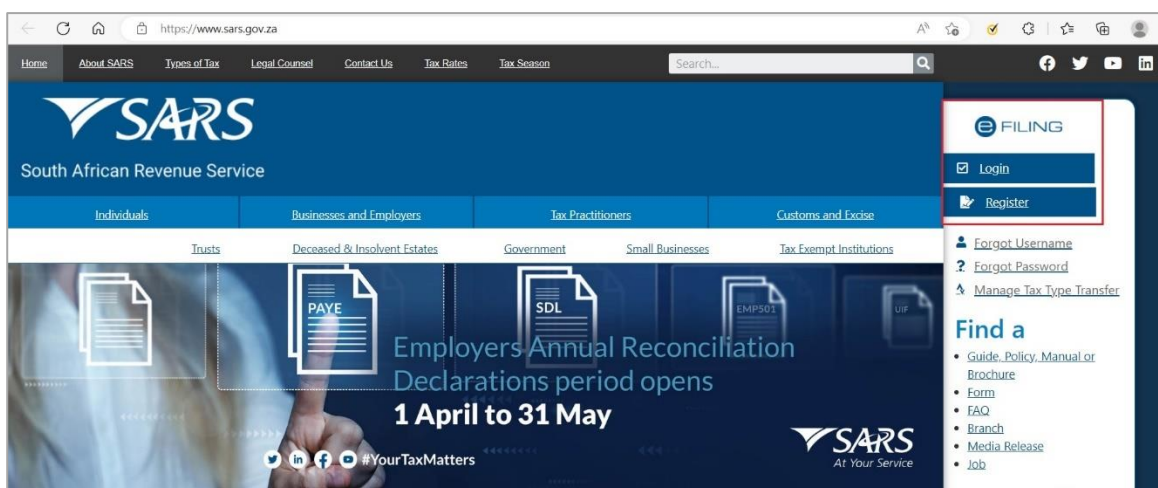 https://www.sars.gov.za
Home About SARS Types of Tax Legal Counsel Contact Us Tax Rates Tax Season Search...
SARS
South African Revenue Service
Individuals Businesses and Employers Tax Practitioners Customs and Excise
Trusts Deceased & Insolvent Estates Government Small Businesses Tax Exempt Institutions
PAYE SDL EMP501 UIF
Employers Annual Reconciliation
Declarations period opens
1 April to 31 May
#YourTaxMatters
SARS
At Your Service
e FILING
Login
Register
Forgot Username
Forgot Password
Manage Tax Type Transfer
Find a
Guide, Policy, Manual or
Brochure
Form
FAQ
Branch
Media Release
Job